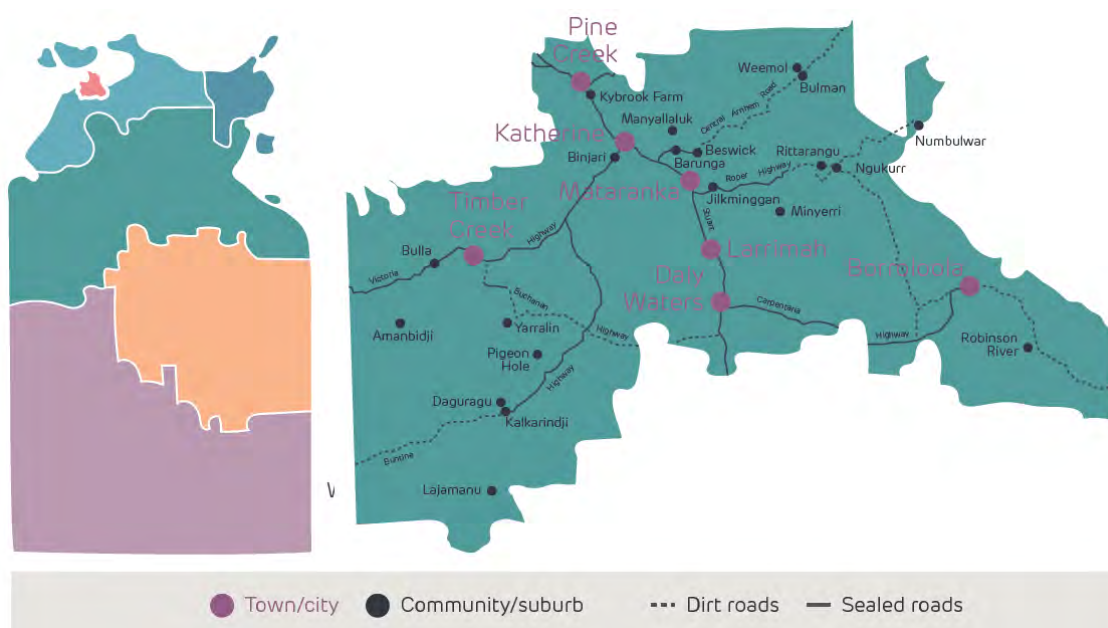 Pine
Creek
Weemol
Bulman
Kybrook Farm
Manyallaluk
Central Arnhem Road
Numbulwar
Katherine
Beswick
Rittarangu
Binjari
Barunga
Ngukurr
Roper Highway
Mataranka
Jilkminggan
Timber
Creek
Minyerri
Stuart
Bulla
Highway
Larrimah
Victoria
Borroloola
Daly
Waters
Buchanan
Carpentaria
Amanbidji
Yarralin
Highway
Highway
Robinson
River
Pigeon
Hole
Highway
Daguragu
Kalkarindji
Buntine
Lajamanu
Town/city
Community/suburb
Dirt roads
Sealed roads